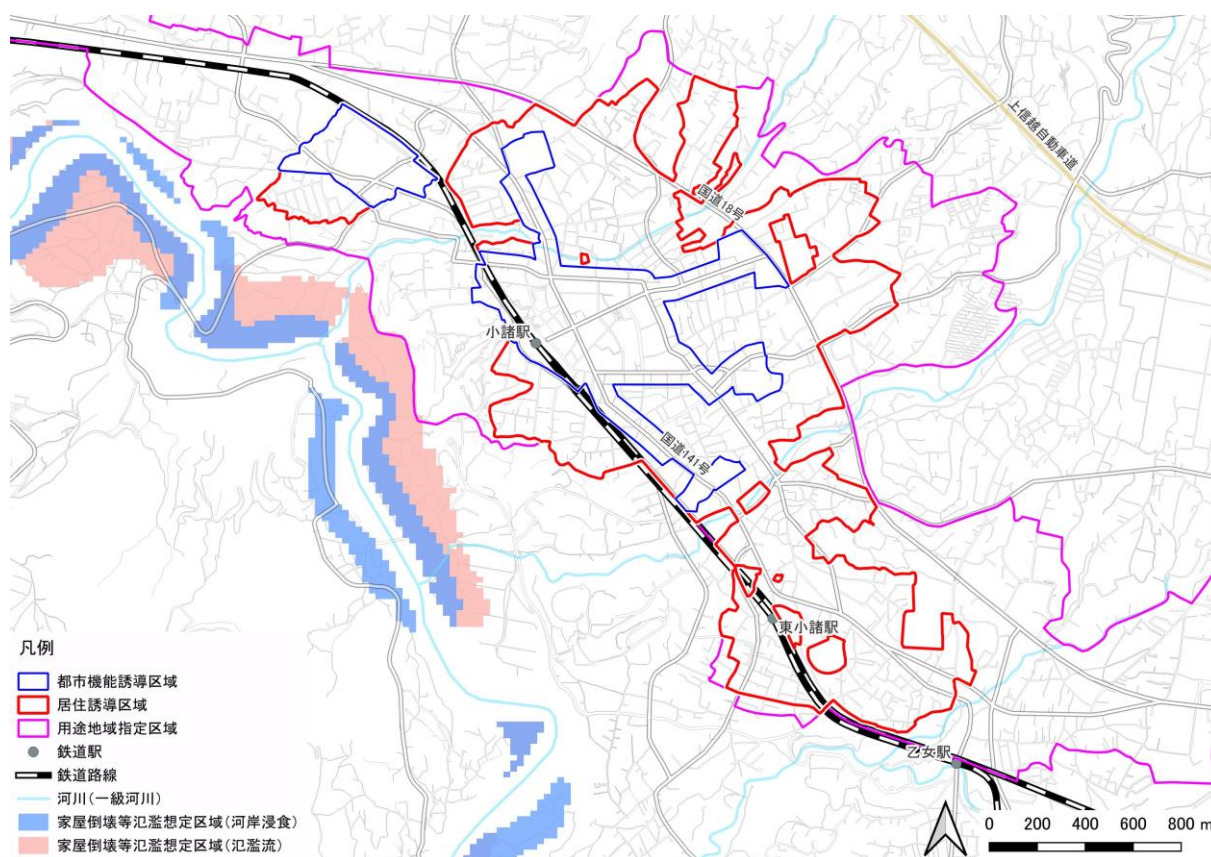 上信越自動車道
国道18号
小諸駅
国道141号
東小諸駅
乙女駅
凡例
都市機能誘導区域
居住誘導区域
用途地域指定区域
鉄道駅
鉄道路線
河川(一級河川)
家屋倒壊等氾濫想定区域(河岸浸食)
家屋倒壊等氾濫想定区域(氾濫流)
0 200 400 600 800 m